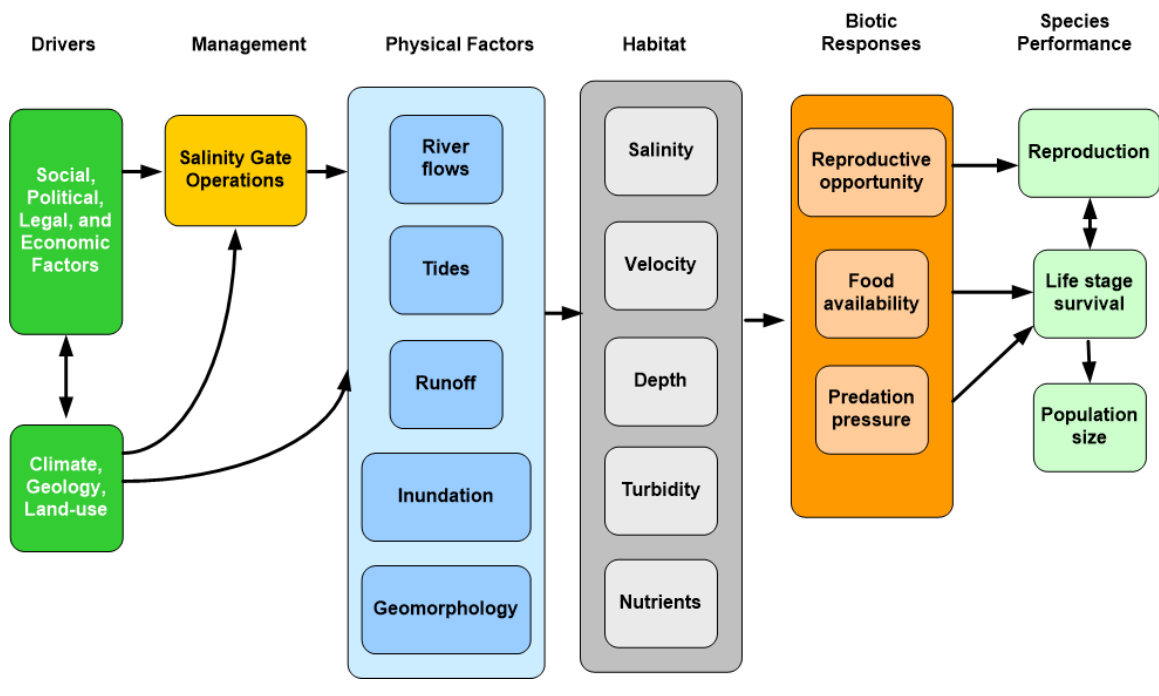 Drivers
Management
Physical Factors
Habitat
Biotic
Responses
Species
Performance
Social,
Political,
Legal, and
Economic
Factors
Climate,
Geology,
Land-use
Salinity Gate
Operations
River
flows
Tides
Runoff
Inundation
Geomorphology
Salinity
Velocity
Depth
Turbidity
Nutrients
Reproductive
opportunity
Food
availability
Predation
pressure
Reproduction
Life stage
survival
Population
size